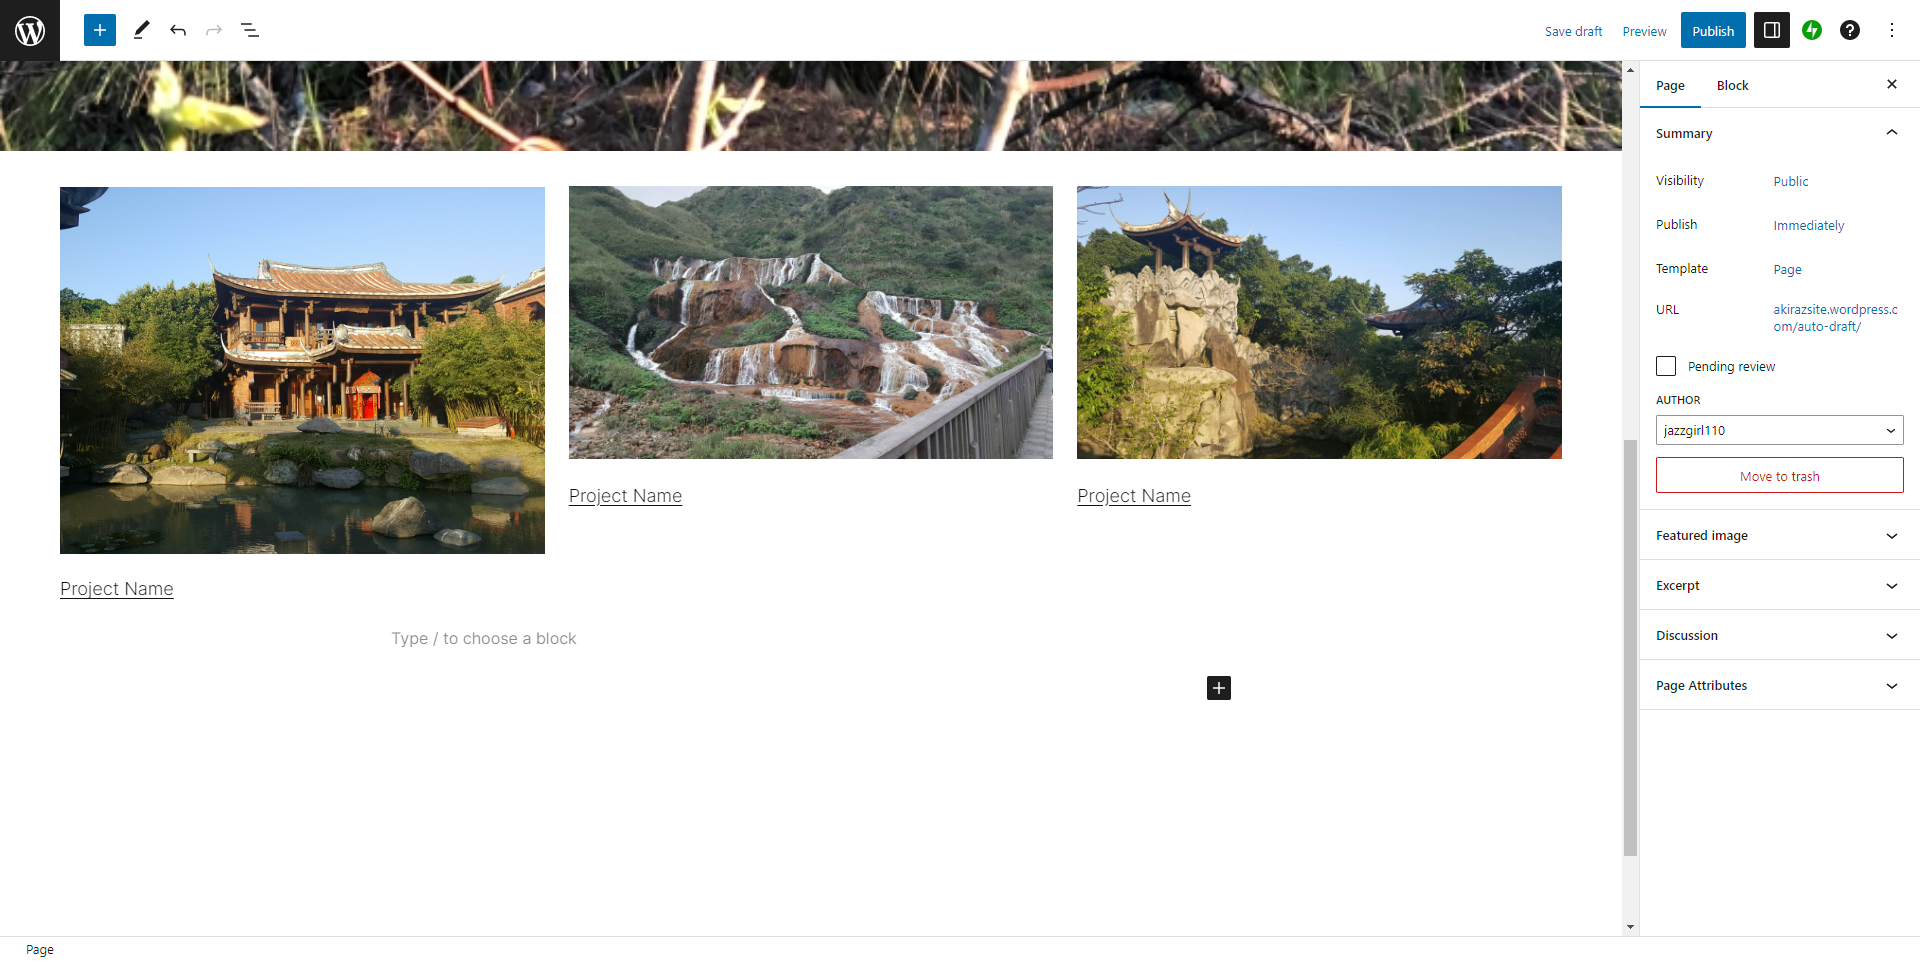 Save draft
Preview
Publish
Page
Block
Summary
Visibility
Public
Publish
Immediately
Template
Page
URL
akirazsite.wordpress.c
om/auto-draft/
Pending review
AUTHOR
jazzgirl110
Move to trash
Featured image
Excerpt
Discussion
Page Attributes
Project Name
Project Name
Project Name
Type / to choose a block
Page